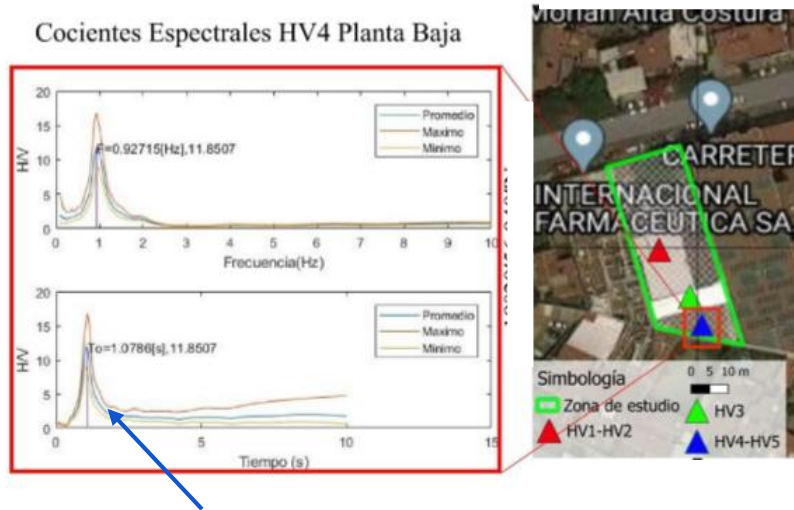 Cocientes Espectrales HV4 Planta Baja
20
15
10
5
0
H/V
F=0.92715[Hz],11.8507
Promedio
Maximo
Minimo
0 1 2 3 4 5 6 7 8 9 10
Frecuencia(Hz)
20
15
10
5
0
H/V
To=1.0786[s],11.8507
Promedio
Maximo
Minimo
0 5 10 15
Tiempo (s)
Morian Alta Costura
CARRETER
INTERNACIONAL
FARMACEUTICA SA
Simbología
0 5 10 m
Zona de estudio
HV3
HV1-HV2
HV4-HV5